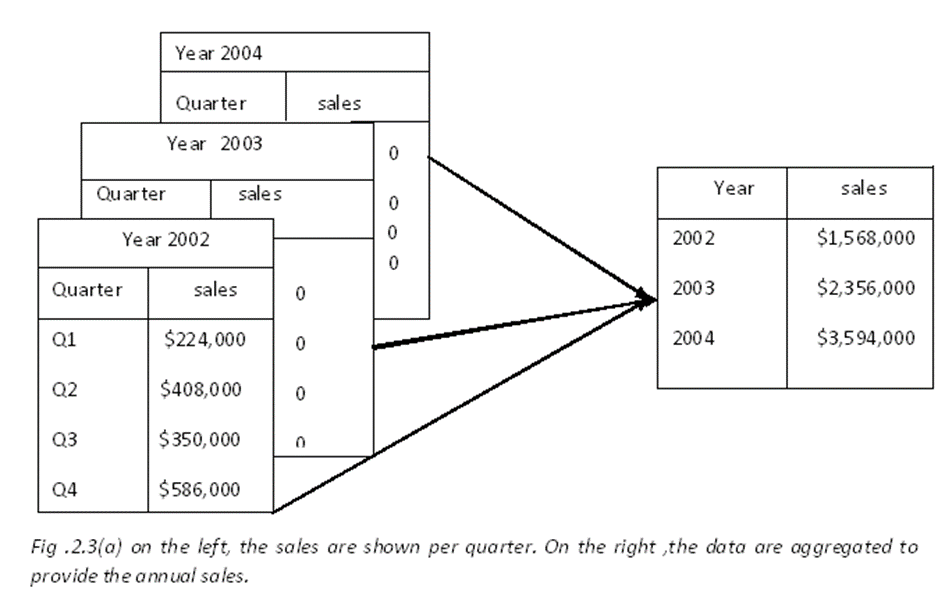 Year 2004
Quarter sales
0
0
0
0
Year 2003
Quarter sales
0
0
0
0
Year 2002
Quarter sales
Q1 $224,000
Q2 $408,000
Q3 $350,000
Q4 $586,000
Year sales
2002 $1,568,000
2003 $2,356,000
2004 $3,594,000
Fig .2.3(a) on the left, the sales are shown per quarter. On the right ,the data are aggregated to
provide the annual sales.